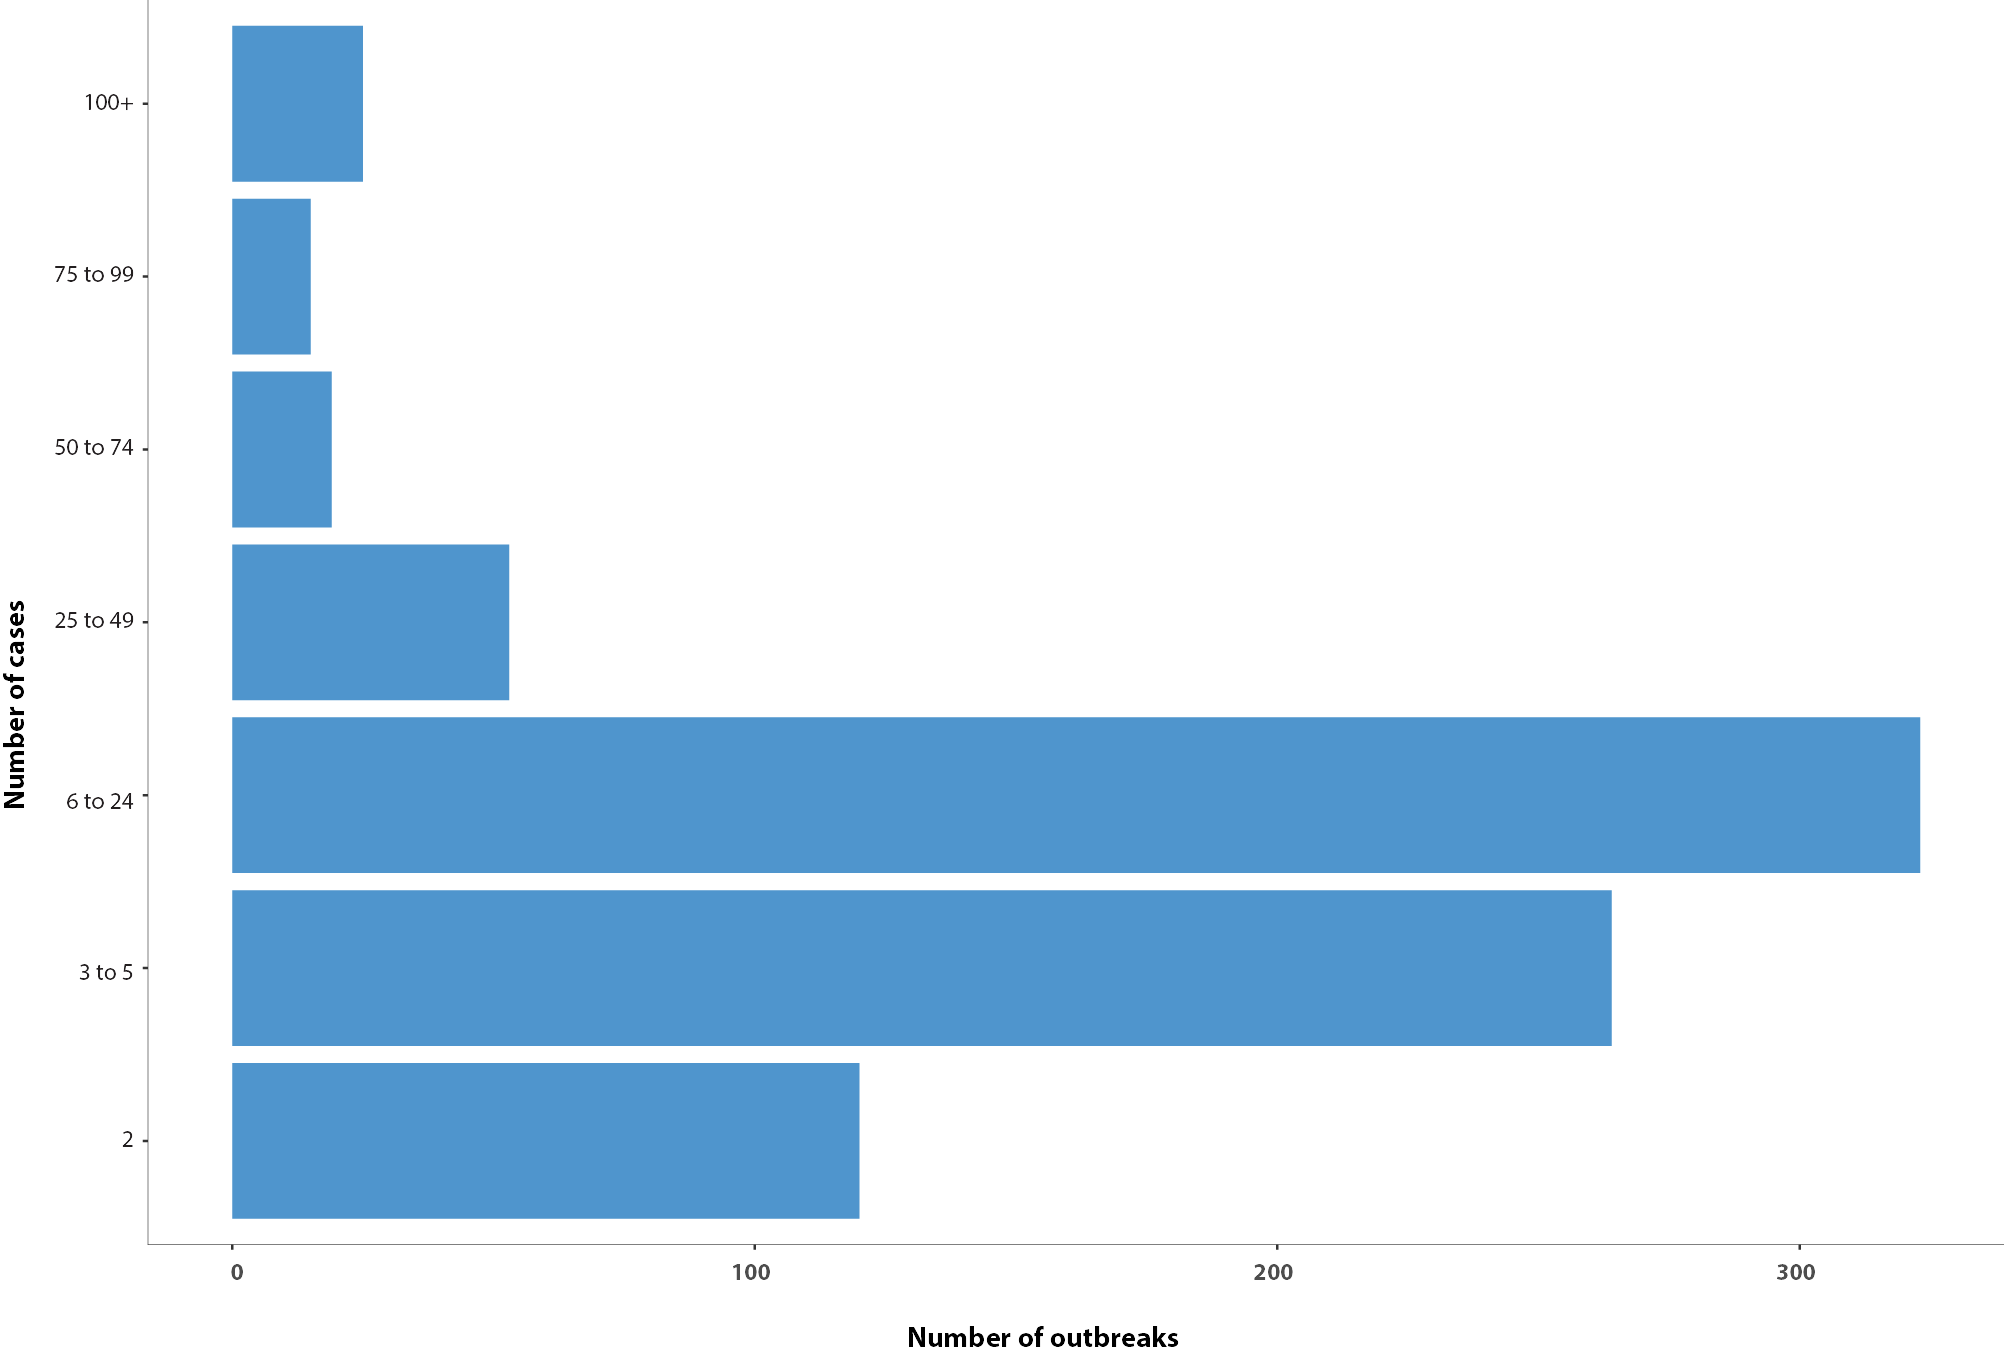 100+
75 to 99
50 to 74
25 to 49
6 to 24
3 to 5
2
Number of cases
0 100 200 300
Number of outbreaks